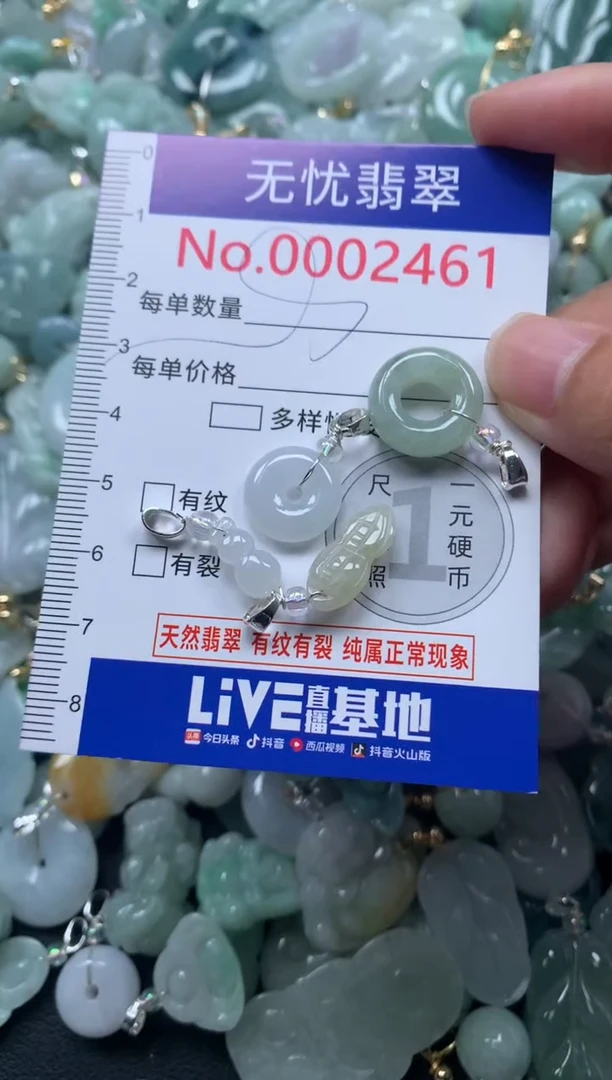 0
无忧翡翠
1
No.0002461
2
每单数量
3
每单价格
4
多样
5
有纹
尺
一元硬币
1
6
有裂
照
7
天然翡翠 有纹有裂 纯属正常现象
8
LiVE直播基地
头条 今日头条 抖音 西瓜视频 抖音火山版